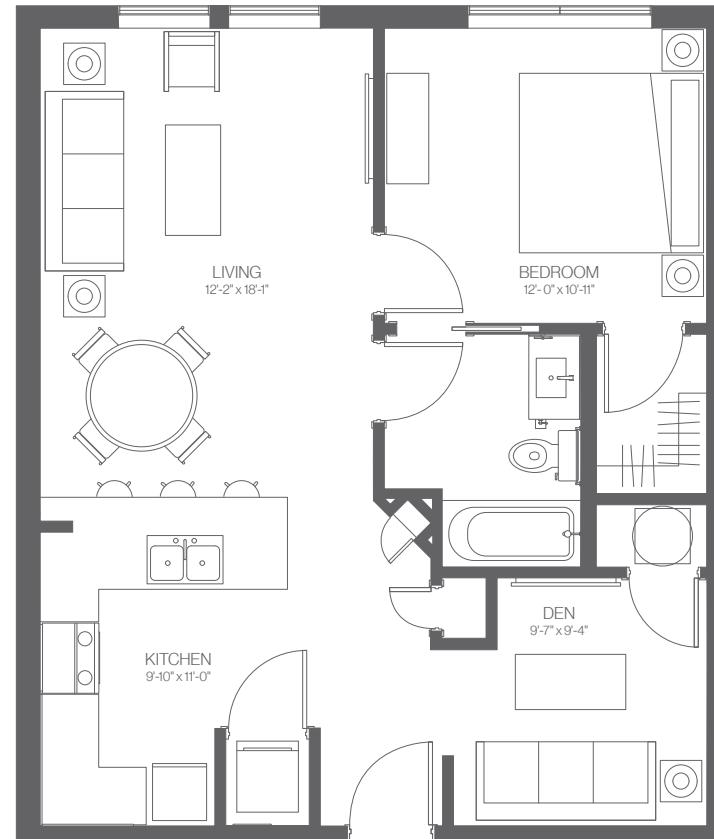 LIVING
12'-2" x 18'-1"
BEDROOM
12'- 0" x 10'-11"
DEN
9'-7" x 9'-4"
KITCHEN
9'-10" x 11'-0"